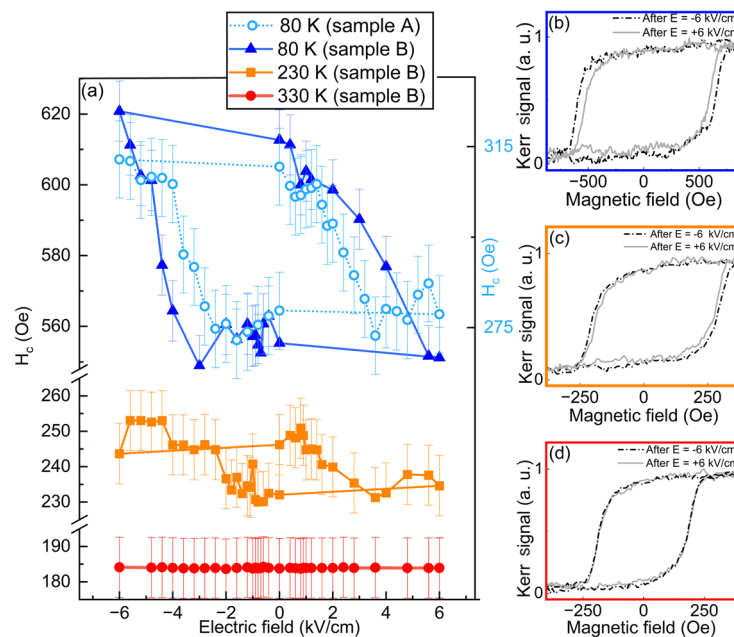 80 K (sample A)
80 K (sample B)
230 K (sample B)
330 K (sample B)
(a)
620
600
580
560
260
250
240
230
185
180
H_c (Oe)
315
275
H_c (Oe)
−6
−4
−2
0
2
4
6
Electric field (kV/cm)
(b)
After E = -6 kV/cm
After E = +6 kV/cm
1
0
Kerr signal (a. u.)
−500
0
500
Magnetic field (Oe)
(c)
After E = -6 kV/cm
After E = +6 kV/cm
1
0
Kerr signal (a. u.)
−250
0
250
Magnetic field (Oe)
(d)
After E = -6 kV/cm
After E = +6 kV/cm
1
0
Kerr signal (a. u.)
−250
0
250
Magnetic field (Oe)